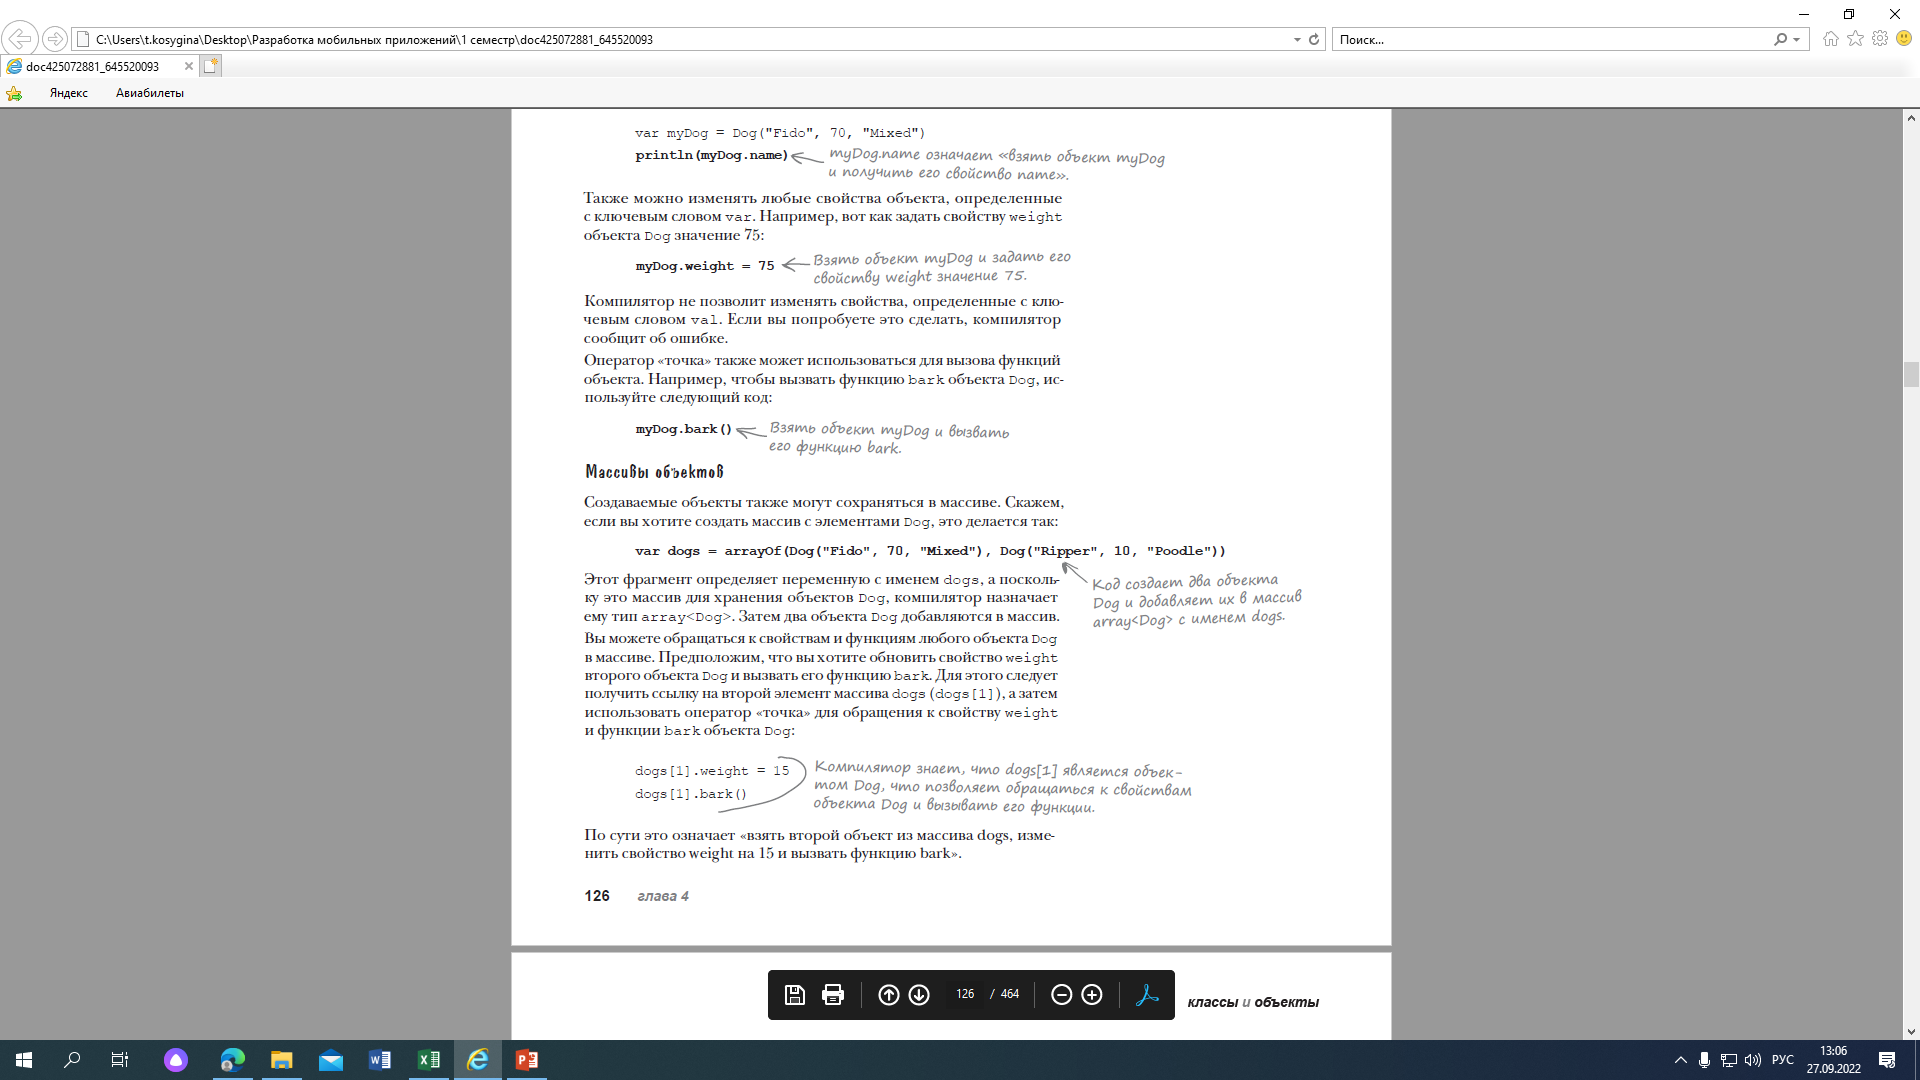 C:\Users\t.kosygina\Desktop\Разработка мобильных приложений\1 семестр\doc425072881_645520093
Поиск...
doc425072881_645520093
Яндекс
Авиабилеты
var myDog = Dog("Fido", 70, "Mixed")
println(myDog.name)
myDog.name означает «взять объект myDog
и получить его свойство name».
Также можно изменять любые свойства объекта, определенные
с ключевым словом var. Например, вот как задать свойству weight
объекта Dog значение 75:
myDog.weight = 75
Взять объект myDog и задать его
свойству weight значение 75.
Компилятор не позволит изменять свойства, определенные с клю-
чевым словом val. Если вы попробуете это сделать, компилятор
сообщит об ошибке.
Оператор «точка» также может использоваться для вызова функций
объекта. Например, чтобы вызвать функцию bark объекта Dog, ис-
пользуйте следующий код:
myDog.bark()
Взять объект myDog и вызвать
его функцию bark.
Массивы объектов
Создаваемые объекты также могут сохраняться в массиве. Скажем,
если вы хотите создать массив с элементами Dog, это делается так:
var dogs = arrayOf(Dog("Fido", 70, "Mixed"), Dog("Ripper", 10, "Poodle"))
Этот фрагмент определяет переменную с именем dogs, а посколь-
ку это массив для хранения объектов Dog, компилятор назначает
ему тип array<Dog>. Затем два объекта Dog добавляются в массив.
Код создает два объекта
Dog и добавляет их в массив
array<Dog> с именем dogs.
Вы можете обращаться к свойствам и функциям любого объекта Dog
в массиве. Предположим, что вы хотите обновить свойство weight
второго объекта Dog и вызвать его функцию bark. Для этого следует
получить ссылку на второй элемент массива dogs (dogs[1]), а затем
использовать оператор «точка» для обращения к свойству weight
и функции bark объекта Dog:
dogs[1].weight = 15
dogs[1].bark()
Компилятор знает, что dogs[1] является объек-
том Dog, что позволяет обращаться к свойствам
объекта Dog и вызывать его функции.
По сути это означает «взять второй объект из массива dogs, изме-
нить свойство weight на 15 и вызвать функцию bark».
126 глава 4
126 / 464
классы и объекты
РУС
13:06
27.09.2022